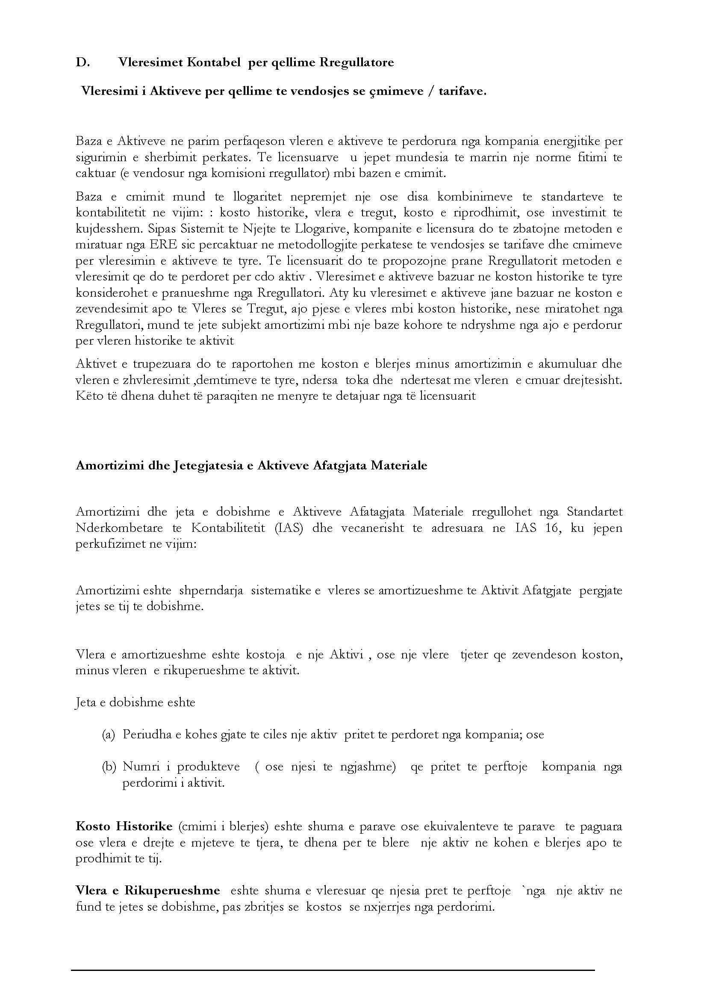 D. Vleresimet Kontabel per qellime Rregullatore
Vleresimi i Aktiveve per qellime te vendosjes se çmimeve / tarifave.
Baza e Aktiveve ne parim perfaqeson vleren e aktiveve te perdorura nga kompania energjitike per
sigurimin e sherbimit perkates. Te licensuarve u jepet mundesia te marrin nje norme fitimi te
caktuar (e vendosur nga komisioni rregullator) mbi bazen e cmimit.
Baza e cmimit mund te llogaritet nepremjet nje ose disa kombinimeve te standarteve te
kontabilitetit ne vijim: : kosto historike, vlera e tregut, kosto e riprodhimit, ose investimit te
kujdesshem. Sipas Sistemit te Njejte te Llogarive, kompanite e licensura do te zbatojne metoden e
miratuar nga ERE sic percaktuar ne metodollogjite perkatese te vendosjes se tarifave dhe cmimeve
per vleresimin e aktiveve te tyre. Te licensuarit do te propozojne prane Rregullatorit metoden e
vleresimit qe do te perdoret per cdo aktiv . Vleresimet e aktiveve bazuar ne koston historike te tyre
konsiderohet e pranueshme nga Rregullatori. Aty ku vleresimet e aktiveve jane bazuar ne koston e
zevendesimit apo te Vleres se Tregut, ajo pjese e vleres mbi koston historike, nese miratohet nga
Rregullatori, mund te jete subjekt amortizimi mbi nje baze kohore te ndryshme nga ajo e perdorur
per vleren historike te aktivit
Aktivet e trupezuara do te raportohen me koston e blerjes minus amortizimin e akumuluar dhe
vleren e zhvleresimit ,demtimeve te tyre, ndersa toka dhe ndertesat me vleren e cmuar drejtesisht.
Këto të dhena duhet të paraqiten ne menyre te detajuar nga të licensuarit
Amortizimi dhe Jetegjatesia e Aktiveve Afatgjata Materiale
Amortizimi dhe jeta e dobishme e Aktiveve Afatagjata Materiale rregullohet nga Standartet
Nderkombetare te Kontabilitetit (IAS) dhe vecanerisht te adresuara ne IAS 16, ku jepen
perkufizimet ne vijim:
Amortizimi eshte shperndarja sistematike e vleres se amortizueshme te Aktivit Afatgjate pergjate
jetes se tij te dobishme.
Vlera e amortizueshme eshte kostoja e nje Aktivi , ose nje vlere tjeter qe zevendeson koston,
minus vleren e rikuperueshme te aktivit.
Jeta e dobishme eshte
(a) Periudha e kohes gjate te ciles nje aktiv pritet te perdoret nga kompania; ose
(b) Numri i produkteve ( ose njesi te ngjashme) qe pritet te perftoje kompania nga
perdorimi i aktivit.
Kosto Historike (cmimi i blerjes) eshte shuma e parave ose ekuivalenteve te parave te paguara
ose vlera e drejte e mjeteve te tjera, te dhena per te blere nje aktiv ne kohen e blerjes apo te
prodhimit te tij.
Vlera e Rikuperueshme eshte shuma e vleresuar qe njesia pret te perftoje `nga nje aktiv ne
fund te jetes se dobishme, pas zbritjes se kostos se nxjerrjes nga perdorimi.